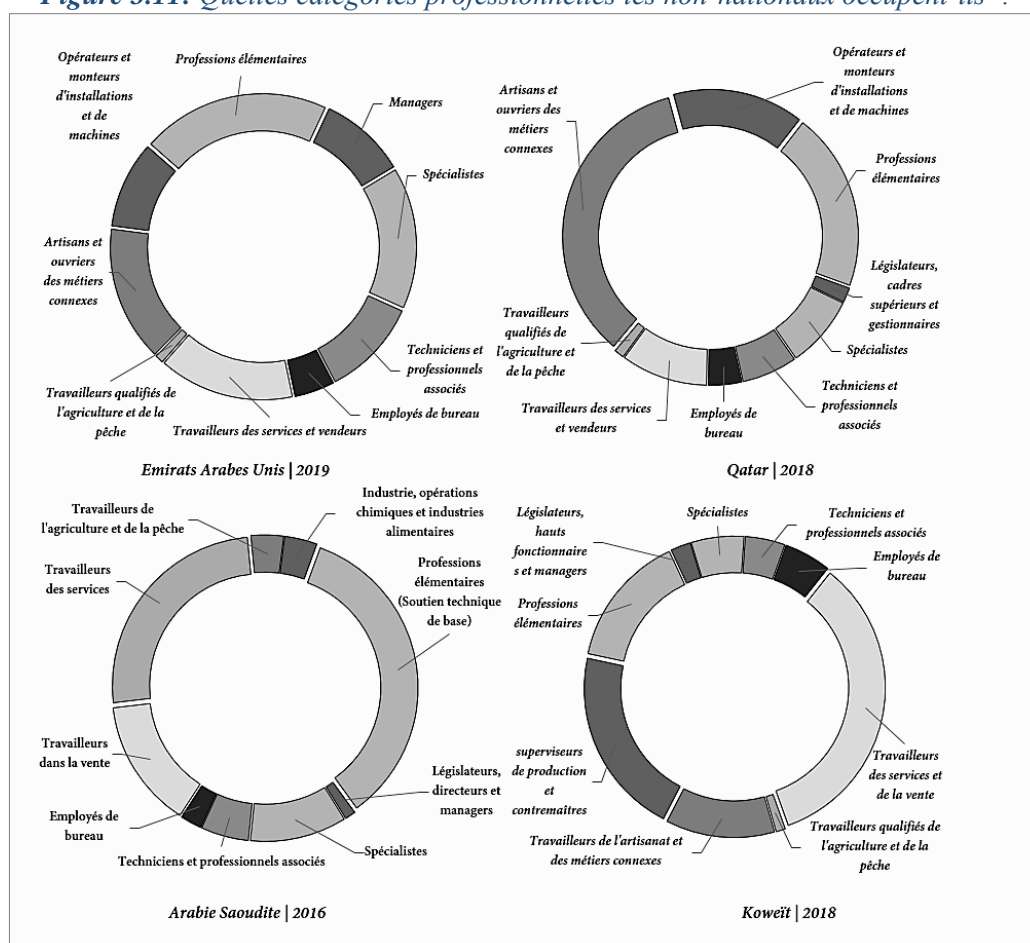 Figure 3.11: Quelles catégories professionnelles les non-nationaux occupent-ils ?
Opérateurs et
monteurs
d'installations
et de
machines
Professions élémentaires
Managers
Spécialistes
Artisans et
ouvriers
des métiers
connexes
Techniciens et
professionnels
associés
Travailleurs qualifiés de
l'agriculture et de la
pêche
Employés de bureau
Travailleurs des services et vendeurs
Emirats Arabes Unis | 2019
Opérateurs et
monteurs
d'installations
et de machines
Artisans et
ouvriers des
métiers
connexes
Professions
élémentaires
Législateurs,
cadres
supérieurs et
gestionnaires
Travailleurs
qualifiés de
l'agriculture et
de la pêche
Spécialistes
Techniciens et
professionnels
associés
Travailleurs des services
et vendeurs
Employés de
bureau
Qatar | 2018
Travailleurs de
l'agriculture et de la pêche
Industrie, opérations
chimiques et industries
alimentaires
Travailleurs
des services
Professions
élémentaires
(Soutien technique
de base)
Travailleurs
dans la vente
Législateurs,
directeurs et
managers
Employés de
bureau
Techniciens et professionnels associés
Spécialistes
Arabie Saoudite | 2016
Législateurs,
hauts
fonctionnaire
s et managers
Spécialistes
Techniciens et
professionnels associés
Employés de
bureau
Professions
élémentaires
superviseurs
de production
et
contremaîtres
Travailleurs
des services et
de la vente
Travailleurs de l'artisanat et
des métiers connexes
Travailleurs qualifiés de
l'agriculture et de la
pêche
Koweït | 2018